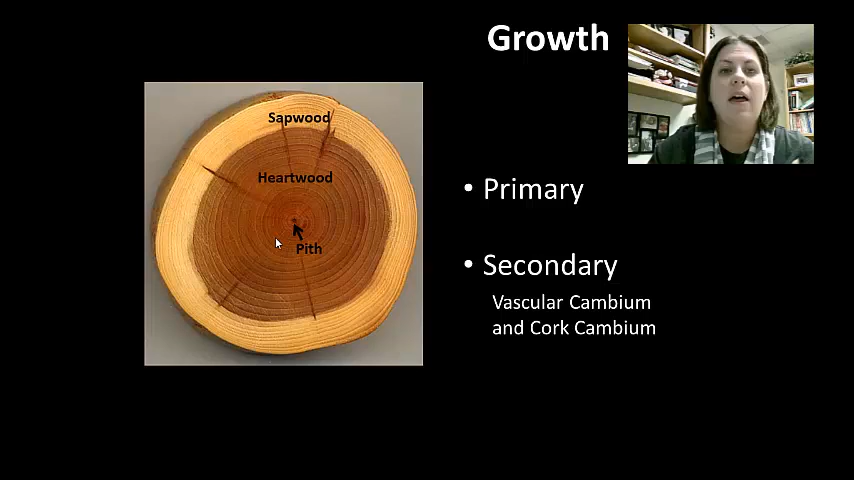 Growth
Sapwood
Heartwood
Pith
• Primary
• Secondary
Vascular Cambium
and Cork Cambium